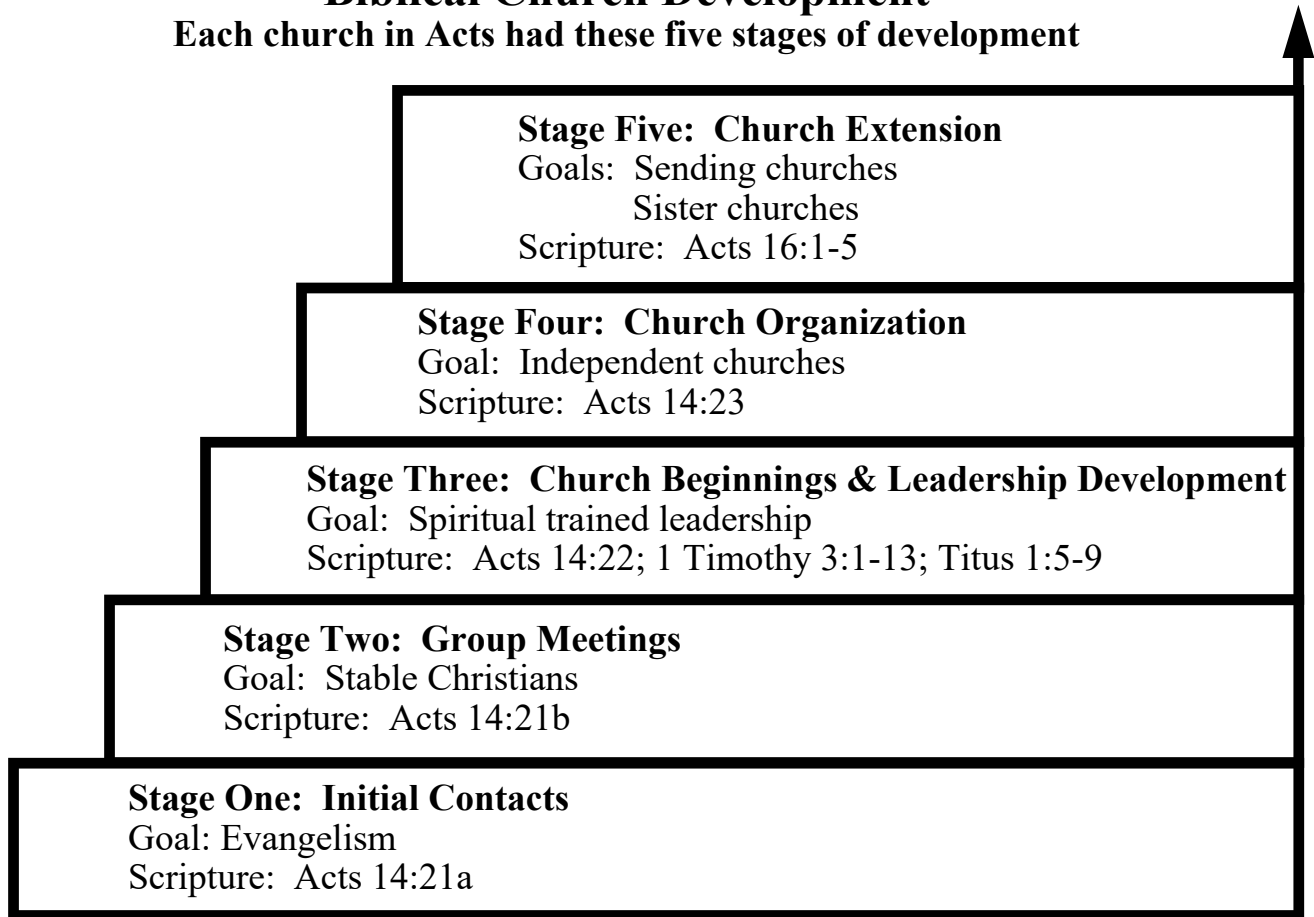 Biblical Church Development
Each church in Acts had these five stages of development
Stage Five:  Church Extension
Goals:  Sending churches
Sister churches
Scripture:  Acts 16:1-5
Stage Four:  Church Organization
Goal:  Independent churches
Scripture:  Acts 14:23
Stage Three:  Church Beginnings & Leadership Development
Goal:  Spiritual trained leadership
Scripture:  Acts 14:22; 1 Timothy 3:1-13; Titus 1:5-9
Stage Two:  Group Meetings
Goal:  Stable Christians
Scripture:  Acts 14:21b
Stage One:  Initial Contacts
Goal: Evangelism
Scripture:  Acts 14:21a